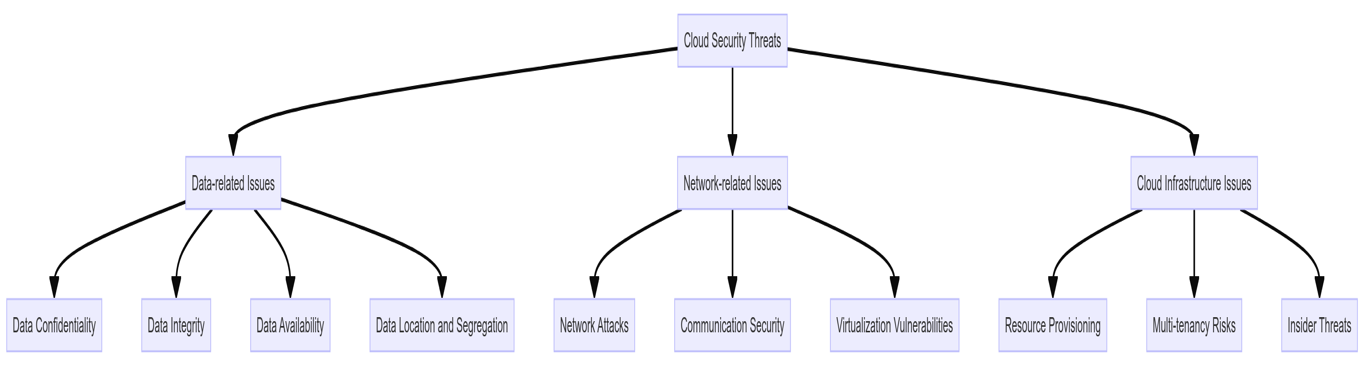 Cloud Security Threats
Data-related Issues
Network-related Issues
Cloud Infrastructure Issues
Data Confidentiality
Data Integrity
Data Availability
Data Location and Segregation
Network Attacks
Communication Security
Virtualization Vulnerabilities
Resource Provisioning
Multi-tenancy Risks
Insider Threats